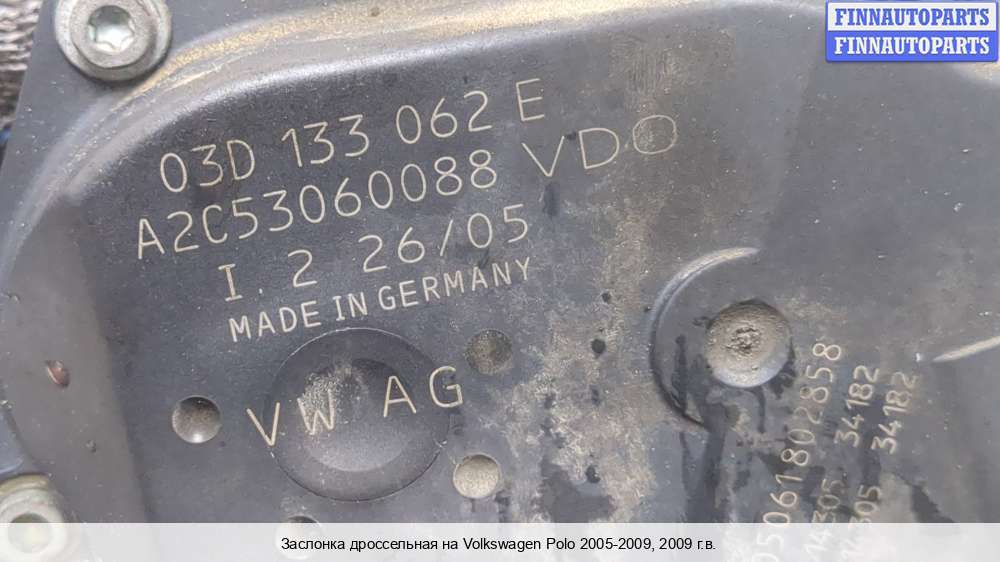 FINNAUTOPARTS
FINNAUTOPARTS
03D 133 062 E
A2C53060088 VDO
I 2 26/05
MADE IN GERMANY
VW AG
34182
34182
Заслонка дроссельная на Volkswagen Polo 2005-2009, 2009 г.в.